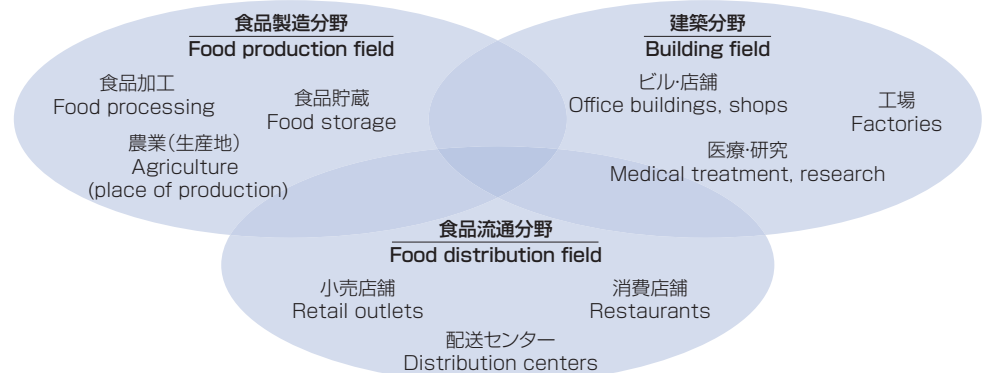 食品製造分野
Food production field
食品加工
Food processing
食品貯蔵
Food storage
農業(生産地)
Agriculture
(place of production)
建築分野
Building field
ビル・店舗
Office buildings, shops
工場
Factories
医療・研究
Medical treatment, research
食品流通分野
Food distribution field
小売店舗
Retail outlets
消費店舗
Restaurants
配送センター
Distribution centers